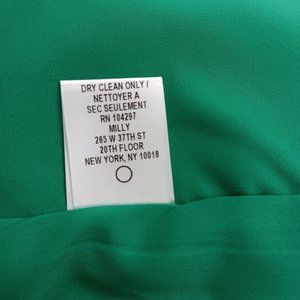 DRY CLEAN ONLY /
NETTOYER A
SEC SEULEMENT
RN 104297
MILLY
265 W 37TH ST
20TH FLOOR
NEW YORK, NY 10018